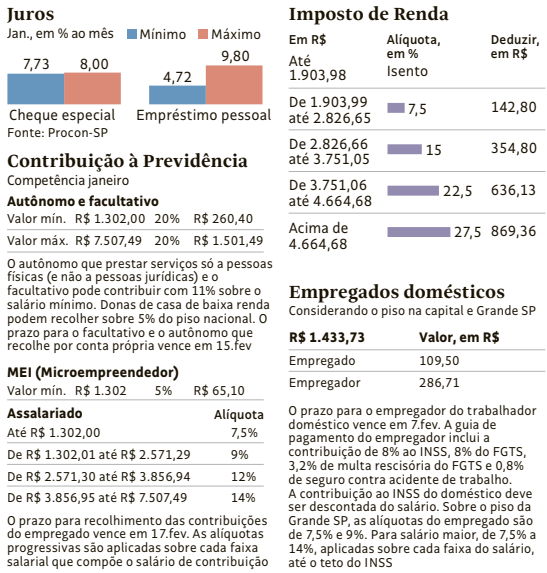 Juros
Jan., em % ao mês Mínimo Máximo
7,73 8,00 4,72 9,80
Cheque especial Empréstimo pessoal
Fonte: Procon-SP
Contribuição à Previdência
Competência janeiro
Autônomo e facultativo
Valor mín. R$ 1.302,00 20% R$ 260,40
Valor máx. R$ 7.507,49 20% R$ 1.501,49
O autônomo que prestar serviços só a pessoas
físicas (e não a pessoas jurídicas) e o
facultativo pode contribuir com 11% sobre o
salário mínimo. Donas de casa de baixa renda
podem recolher sobre 5% do piso nacional. O
prazo para o facultativo e o autônomo que
recolhe por conta própria vence em 15.fev
MEI (Microempreendedor)
Valor mín. R$ 1.302 5% R$ 65,10
Assalariado Alíquota
Até R$ 1.302,00 7,5%
De R$ 1.302,01 até R$ 2.571,29 9%
De R$ 2.571,30 até R$ 3.856,94 12%
De R$ 3.856,95 até R$ 7.507,49 14%
O prazo para recolhimento das contribuições
do empregado vence em 17.fev. As alíquotas
progressivas são aplicadas sobre cada faixa
salarial que compõe o salário de contribuição
Imposto de Renda
Em R$ Alíquota, Deduzir,
em % em R$
Até
1.903,98 Isento
De 1.903,99
até 2.826,65 7,5 142,80
De 2.826,66
até 3.751,05 15 354,80
De 3.751,06
até 4.664,68 22,5 636,13
Acima de
4.664,68 27,5 869,36
Empregados domésticos
Considerando o piso na capital e Grande SP
R$ 1.433,73 Valor, em R$
Empregado 109,50
Empregador 286,71
O prazo para o empregador do trabalhador
doméstico vence em 7.fev. A guia de
pagamento do empregador inclui a
contribuição de 8% ao INSS, 8% do FGTS,
3,2% de multa rescisória do FGTS e 0,8%
de seguro contra acidente de trabalho.
A contribuição ao INSS do doméstico deve
ser descontada do salário. Sobre o piso da
Grande SP, as alíquotas do empregado são
de 7,5% e 9%. Para salário maior, de 7,5% a
14%, aplicadas sobre cada faixa do salário,
até o teto do INSS